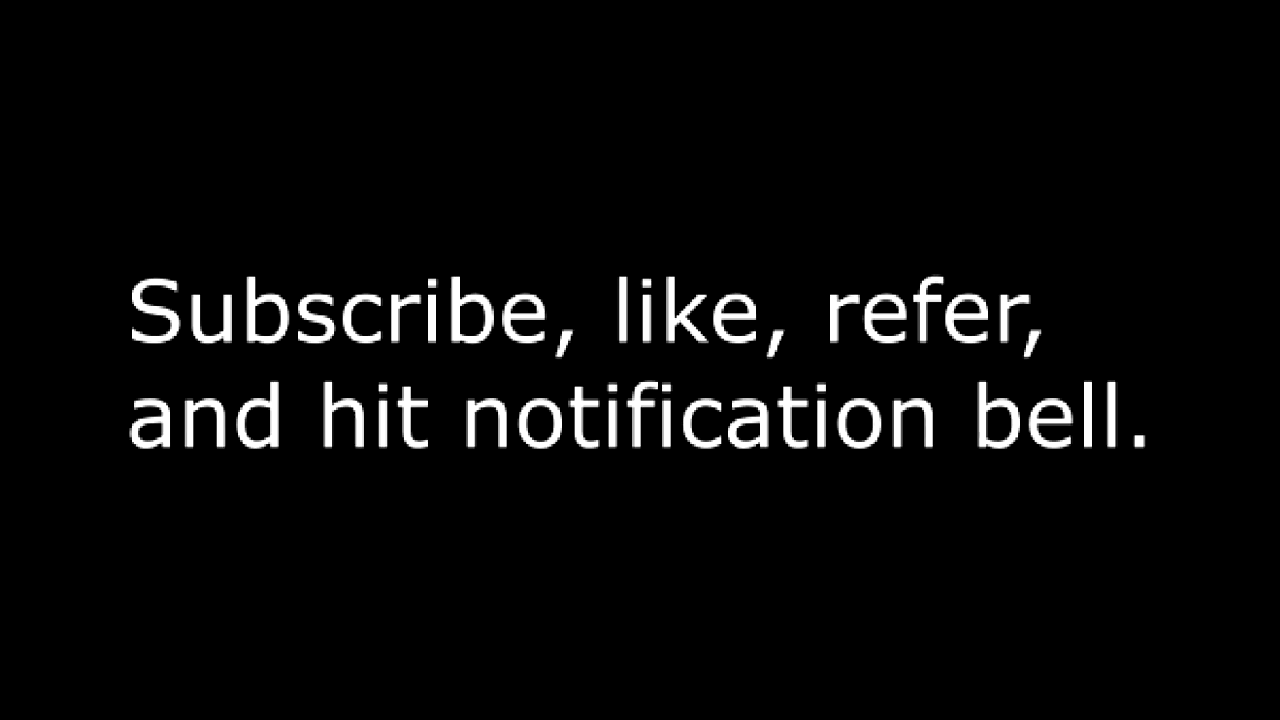 Subscribe, like, refer,
and hit notification bell.